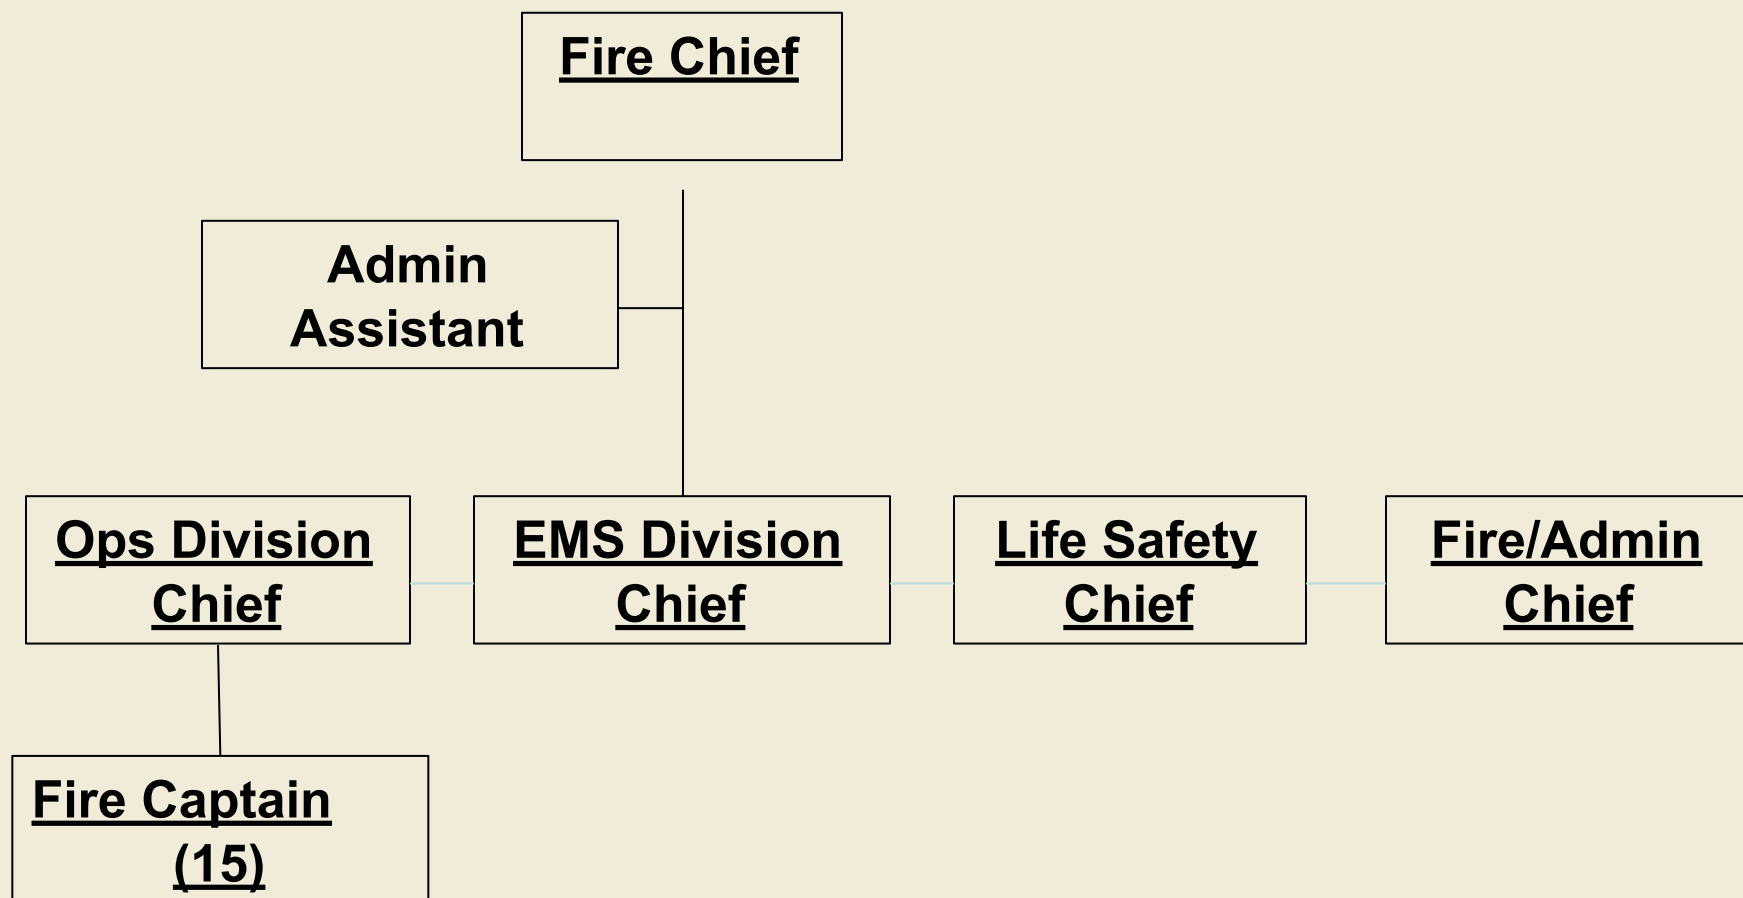 Fire Chief
Admin
Assistant
Ops Division
Chief
EMS Division
Chief
Life Safety
Chief
Fire/Admin
Chief
Fire Captain
(15)